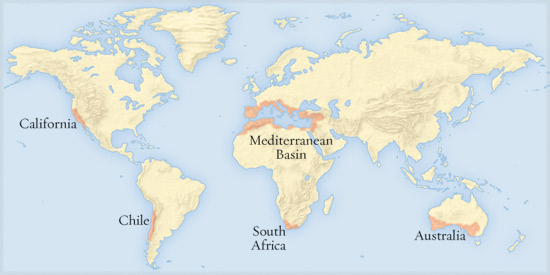 California
Mediterranean
Basin
Chile
South
Africa
Australia